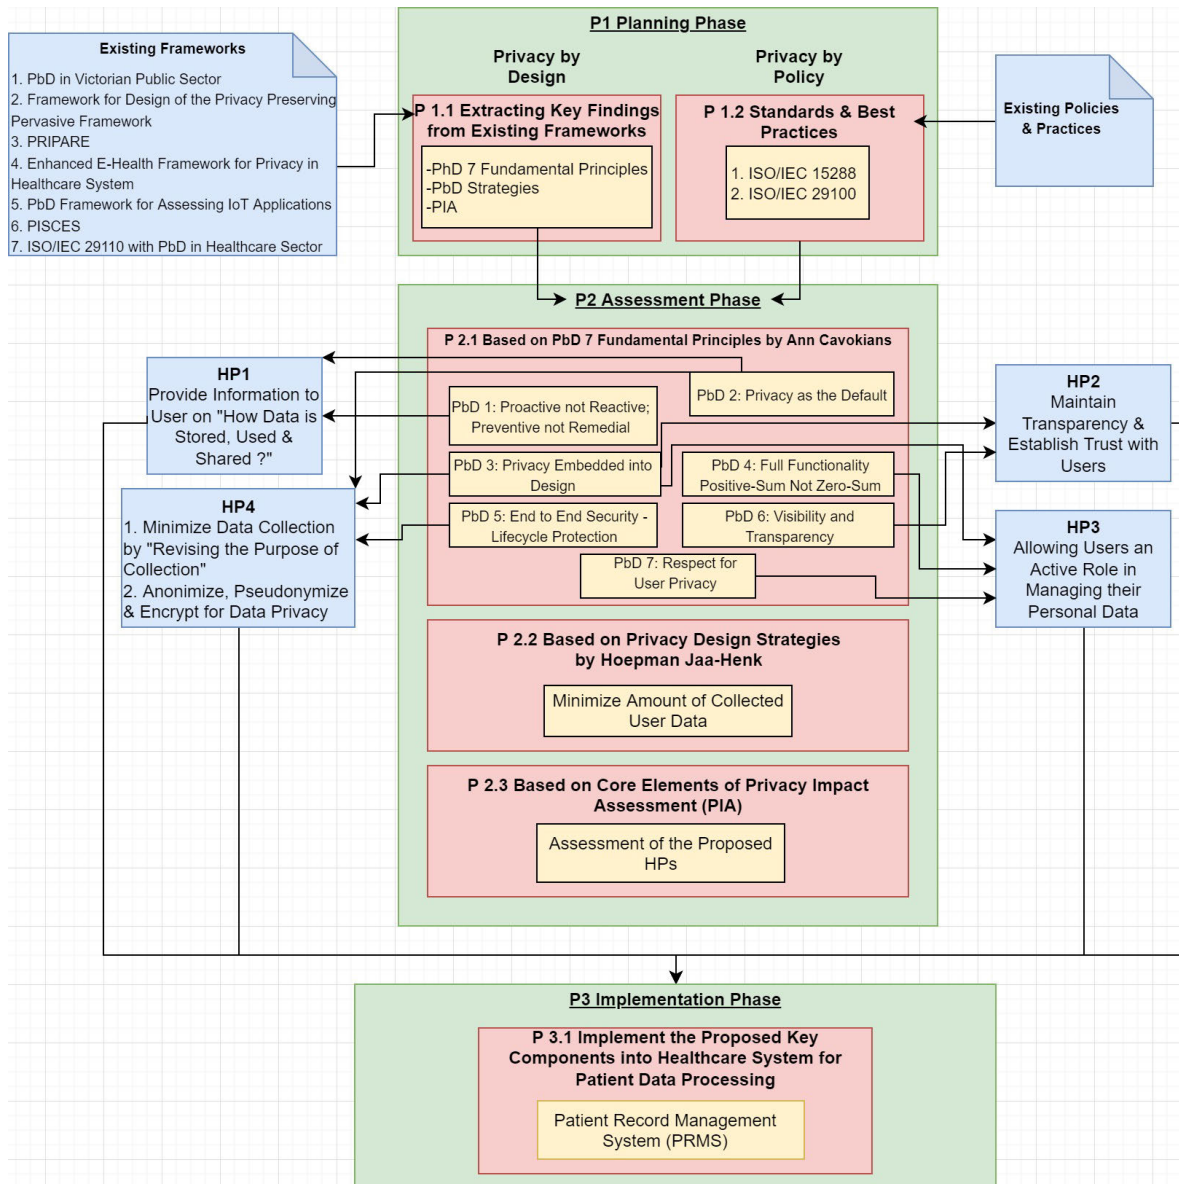 Existing Frameworks
1. PbD in Victorian Public Sector
2. Framework for Design of the Privacy Preserving
Pervasive Framework
3. PRIPARE
4. Enhanced E-Health Framework for Privacy in
Healthcare System
5. PbD Framework for Assessing IoT Applications
6. PISCES
7. ISO/IEC 29110 with PbD in Healthcare Sector
P1 Planning Phase
Privacy by
Design
Privacy by
Policy
P 1.1 Extracting Key Findings
from Existing Frameworks
-PhD 7 Fundamental Principles
-PbD Strategies
-PIA
P 1.2 Standards & Best
Practices
1. ISO/IEC 15288
2. ISO/IEC 29100
Existing Policies
& Practices
P2 Assessment Phase
P 2.1 Based on PbD 7 Fundamental Principles by Ann Cavokians
PbD 2: Privacy as the Default
PbD 1: Proactive not Reactive;
Preventive not Remedial
PbD 3: Privacy Embedded into
Design
PbD 4: Full Functionality
Positive-Sum Not Zero-Sum
PbD 5: End to End Security -
Lifecycle Protection
PbD 6: Visibility and
Transparency
PbD 7: Respect for
User Privacy
HP1
Provide Information to
User on "How Data is
Stored, Used &
Shared ?"
HP4
1. Minimize Data Collection
by "Revising the Purpose of
Collection"
2. Anonimize, Pseudonymize
& Encrypt for Data Privacy
HP2
Maintain
Transparency &
Establish Trust with
Users
HP3
Allowing Users an
Active Role in
Managing their
Personal Data
P 2.2 Based on Privacy Design Strategies
by Hoepman Jaa-Henk
Minimize Amount of Collected
User Data
P 2.3 Based on Core Elements of Privacy Impact
Assessment (PIA)
Assessment of the Proposed
HPs
P3 Implementation Phase
P 3.1 Implement the Proposed Key
Components into Healthcare System for
Patient Data Processing
Patient Record Management
System (PRMS)